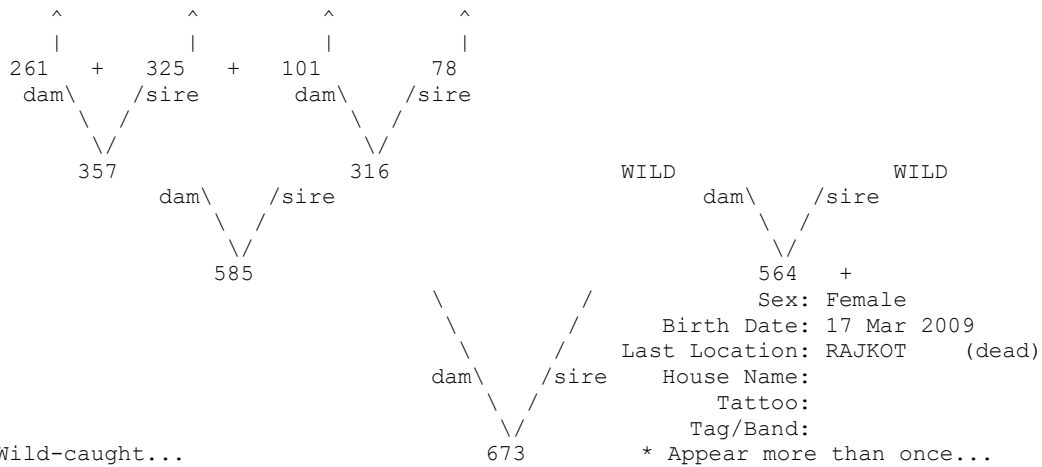 ^ ^ ^ ^
| | | |
261 + 325 + 101 78
dam\ /sire dam\ /sire
\ / \ /
\/ \/
357 316 WILD WILD
dam\ /sire dam\ /sire
\ / \ /
\/ \/
585 564 +
\ / Sex: Female
\ / Birth Date: 17 Mar 2009
\ / Last Location: RAJKOT (dead)
dam\ /sire House Name:
\ / Tattoo:
\/ Tag/Band:
Wild-caught... 673 * Appear more than once...